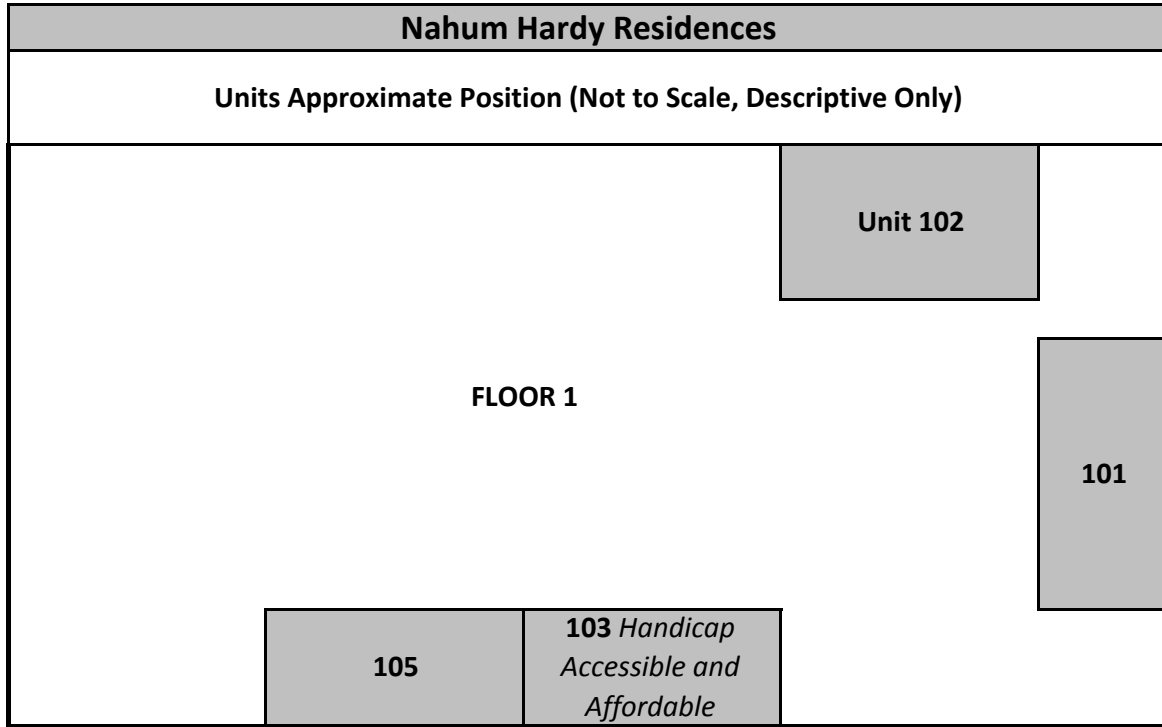 Nahum Hardy Residences
Units Approximate Position (Not to Scale, Descriptive Only)
Unit 102
FLOOR 1
101
105
103 Handicap
Accessible and
Affordable